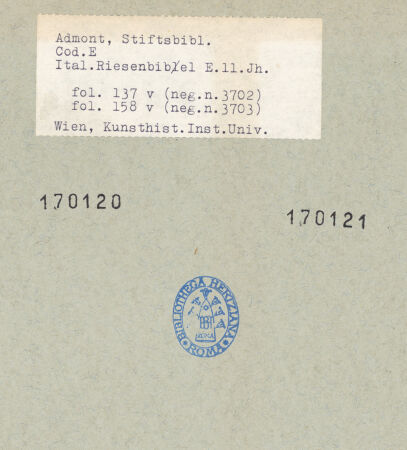 Admont, Stiftsbibl.
Cod.E
Ital.Riesenbibel E.11.Jh.
fol. 137 v (neg.n.3702)
fol. 158 v (neg.n.3703)
Wien, Kunsthist.Inst.Univ.
170120
170121
BIBLIOTHECA HERTZIANA
ROMA